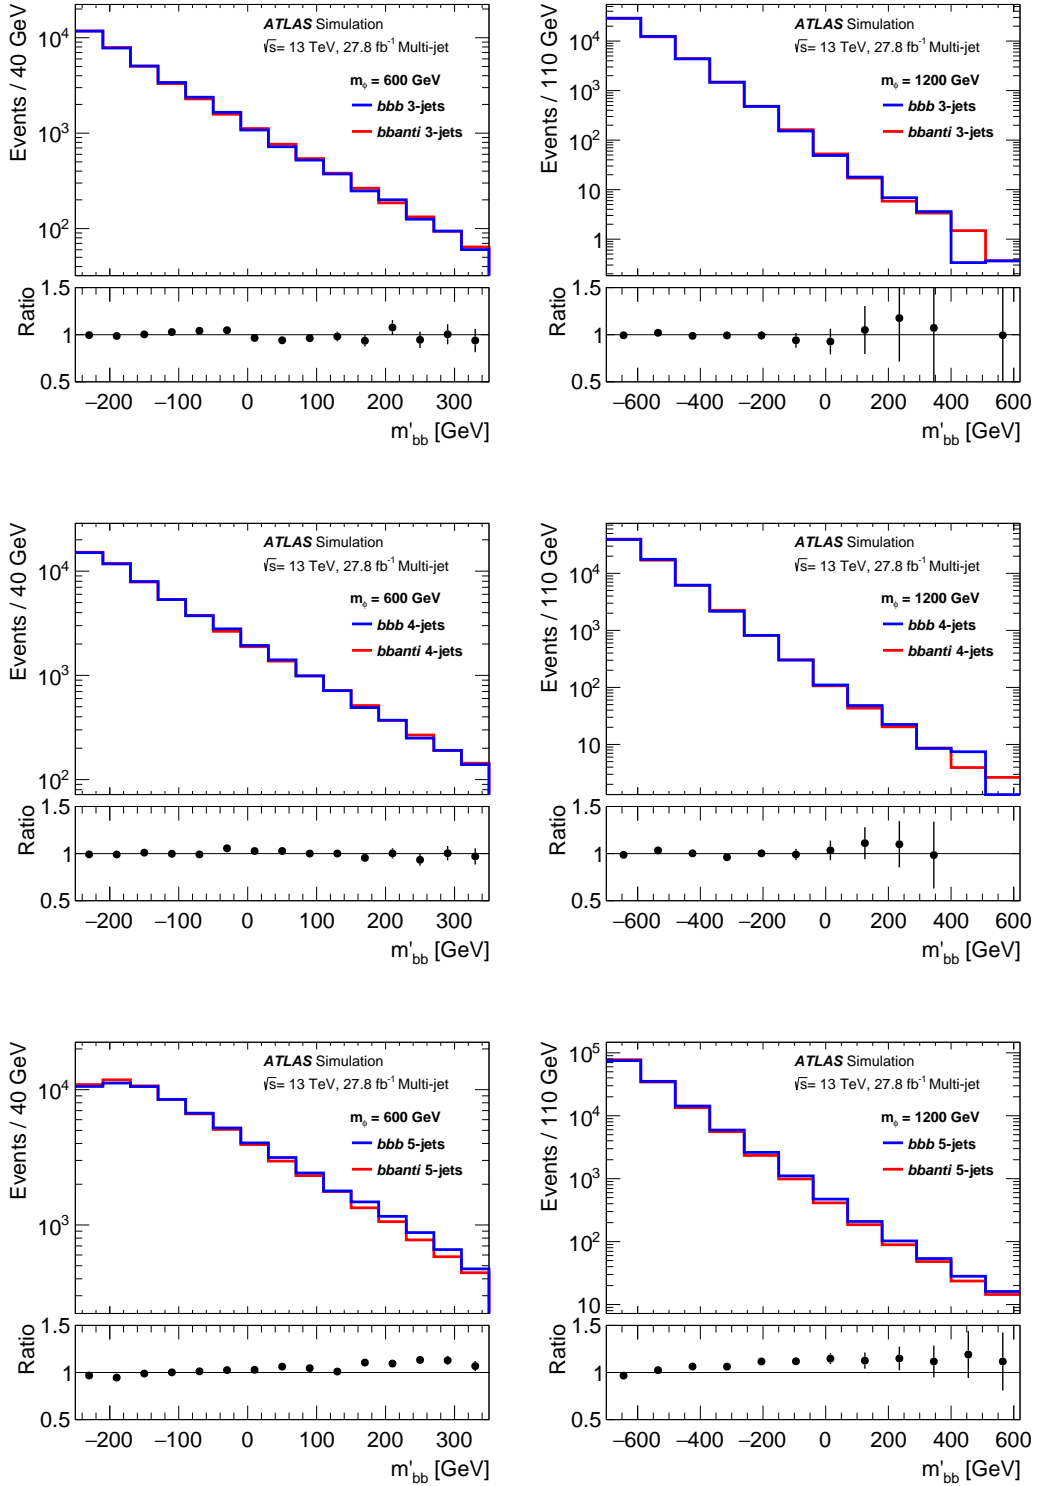 Events / 40 GeV
10^4
10^3
10^2
ATLAS Simulation
√s= 13 TeV, 27.8 fb^-1 Multi-jet
m_ϕ = 600 GeV
bbb 3-jets
bbanti 3-jets
Ratio
1.5
1
0.5
−200 −100 0 100 200 300
m'_bb [GeV]
Events / 110 GeV
10^4
10^3
10^2
10
1
ATLAS Simulation
√s= 13 TeV, 27.8 fb^-1 Multi-jet
m_ϕ = 1200 GeV
bbb 3-jets
bbanti 3-jets
Ratio
1.5
1
0.5
−600 −400 −200 0 200 400 600
m'_bb [GeV]
Events / 40 GeV
10^4
10^3
10^2
ATLAS Simulation
√s= 13 TeV, 27.8 fb^-1 Multi-jet
m_ϕ = 600 GeV
bbb 4-jets
bbanti 4-jets
Ratio
1.5
1
0.5
−200 −100 0 100 200 300
m'_bb [GeV]
Events / 110 GeV
10^4
10^3
10^2
10
ATLAS Simulation
√s= 13 TeV, 27.8 fb^-1 Multi-jet
m_ϕ = 1200 GeV
bbb 4-jets
bbanti 4-jets
Ratio
1.5
1
0.5
−600 −400 −200 0 200 400 600
m'_bb [GeV]
Events / 40 GeV
10^4
10^3
ATLAS Simulation
√s= 13 TeV, 27.8 fb^-1 Multi-jet
m_ϕ = 600 GeV
bbb 5-jets
bbanti 5-jets
Ratio
1.5
1
0.5
−200 −100 0 100 200 300
m'_bb [GeV]
Events / 110 GeV
10^5
10^4
10^3
10^2
10
ATLAS Simulation
√s= 13 TeV, 27.8 fb^-1 Multi-jet
m_ϕ = 1200 GeV
bbb 5-jets
bbanti 5-jets
Ratio
1.5
1
0.5
−600 −400 −200 0 200 400 600
m'_bb [GeV]